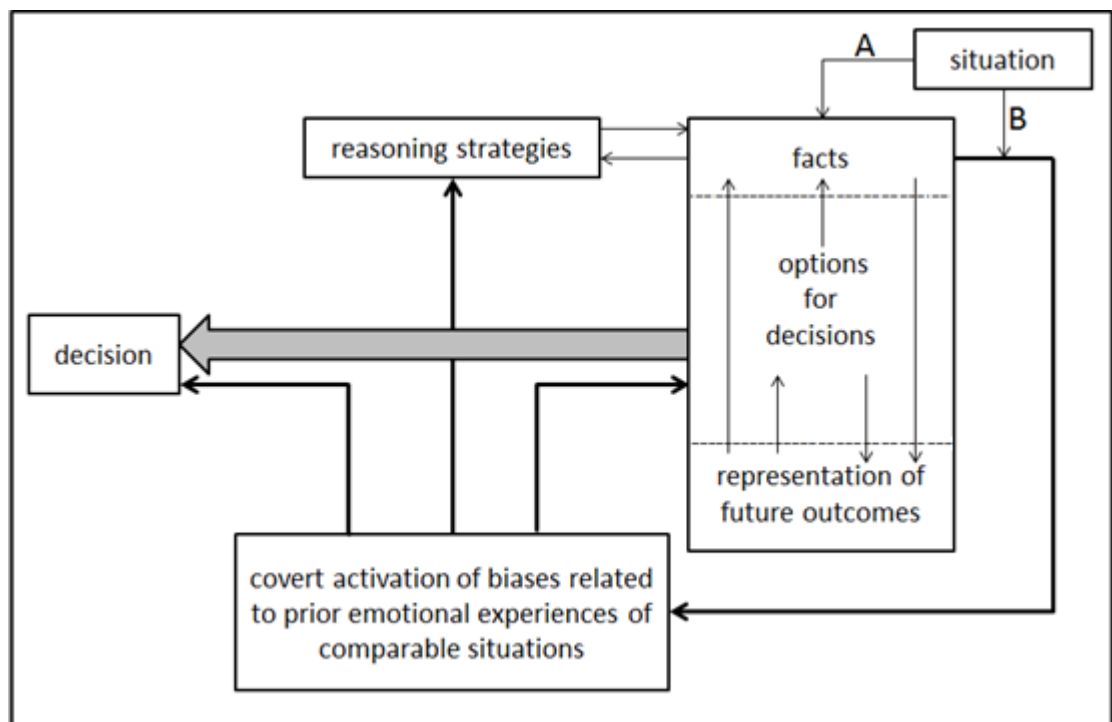 A
situation
B
reasoning strategies
facts
options
for
decisions
decision
representation of
future outcomes
covert activation of biases related
to prior emotional experiences of
comparable situations